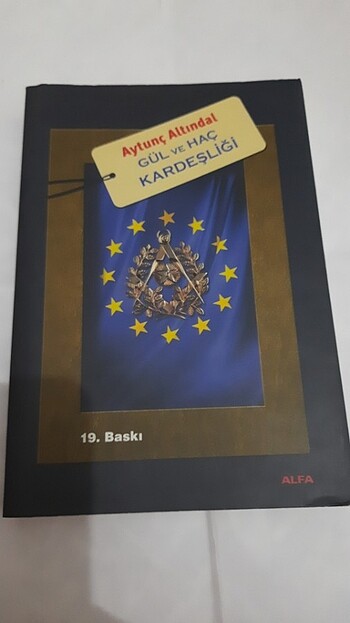 Aytunç Altındal
GÜL VE HAÇ
KARDEŞLİĞİ
19. Baskı
ALFA